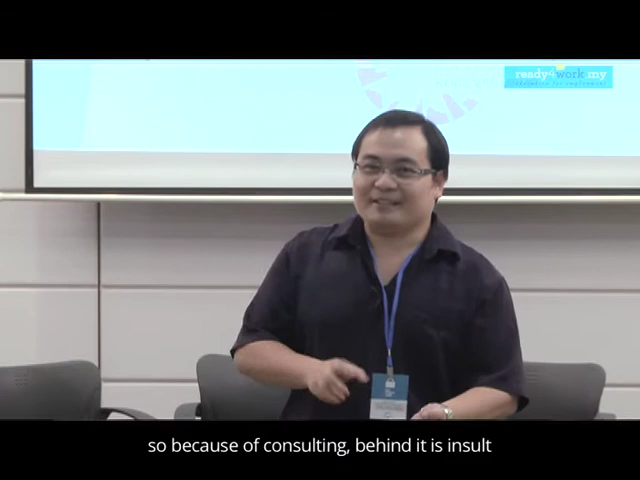 ready4work.my
so because of consulting, behind it is insult